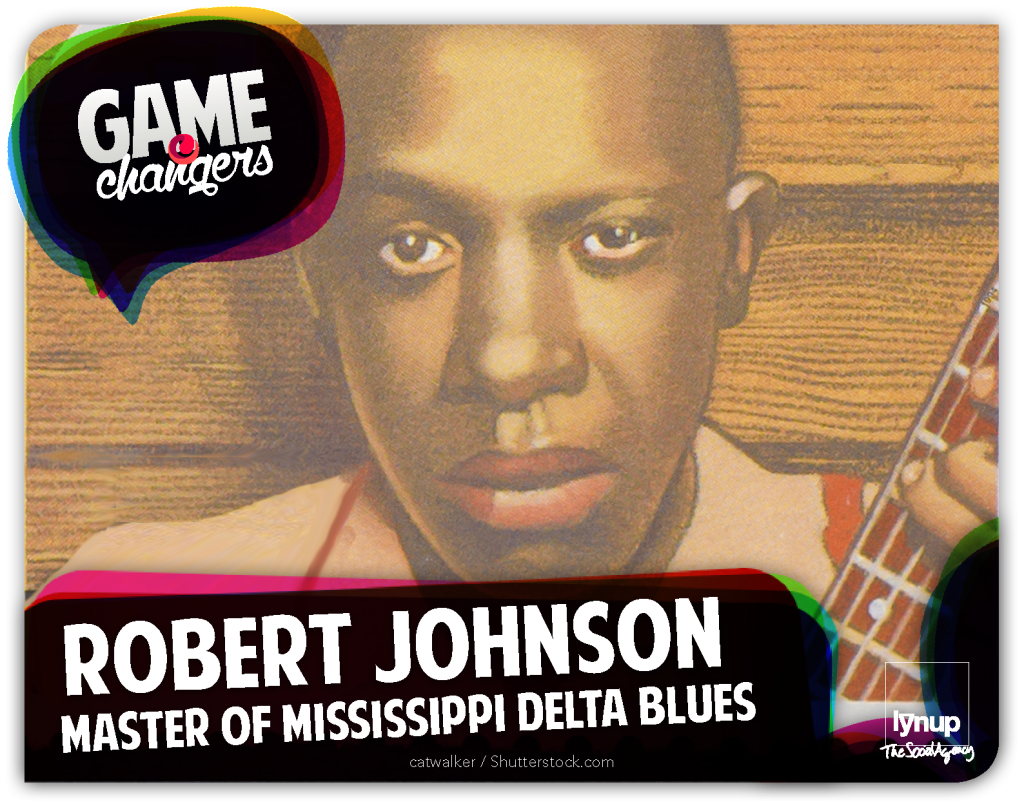 GAME
changers
ROBERT JOHNSON
MASTER OF MISSISSIPPI DELTA BLUES
catwalker / Shutterstock.com
lynup
The Social Agency